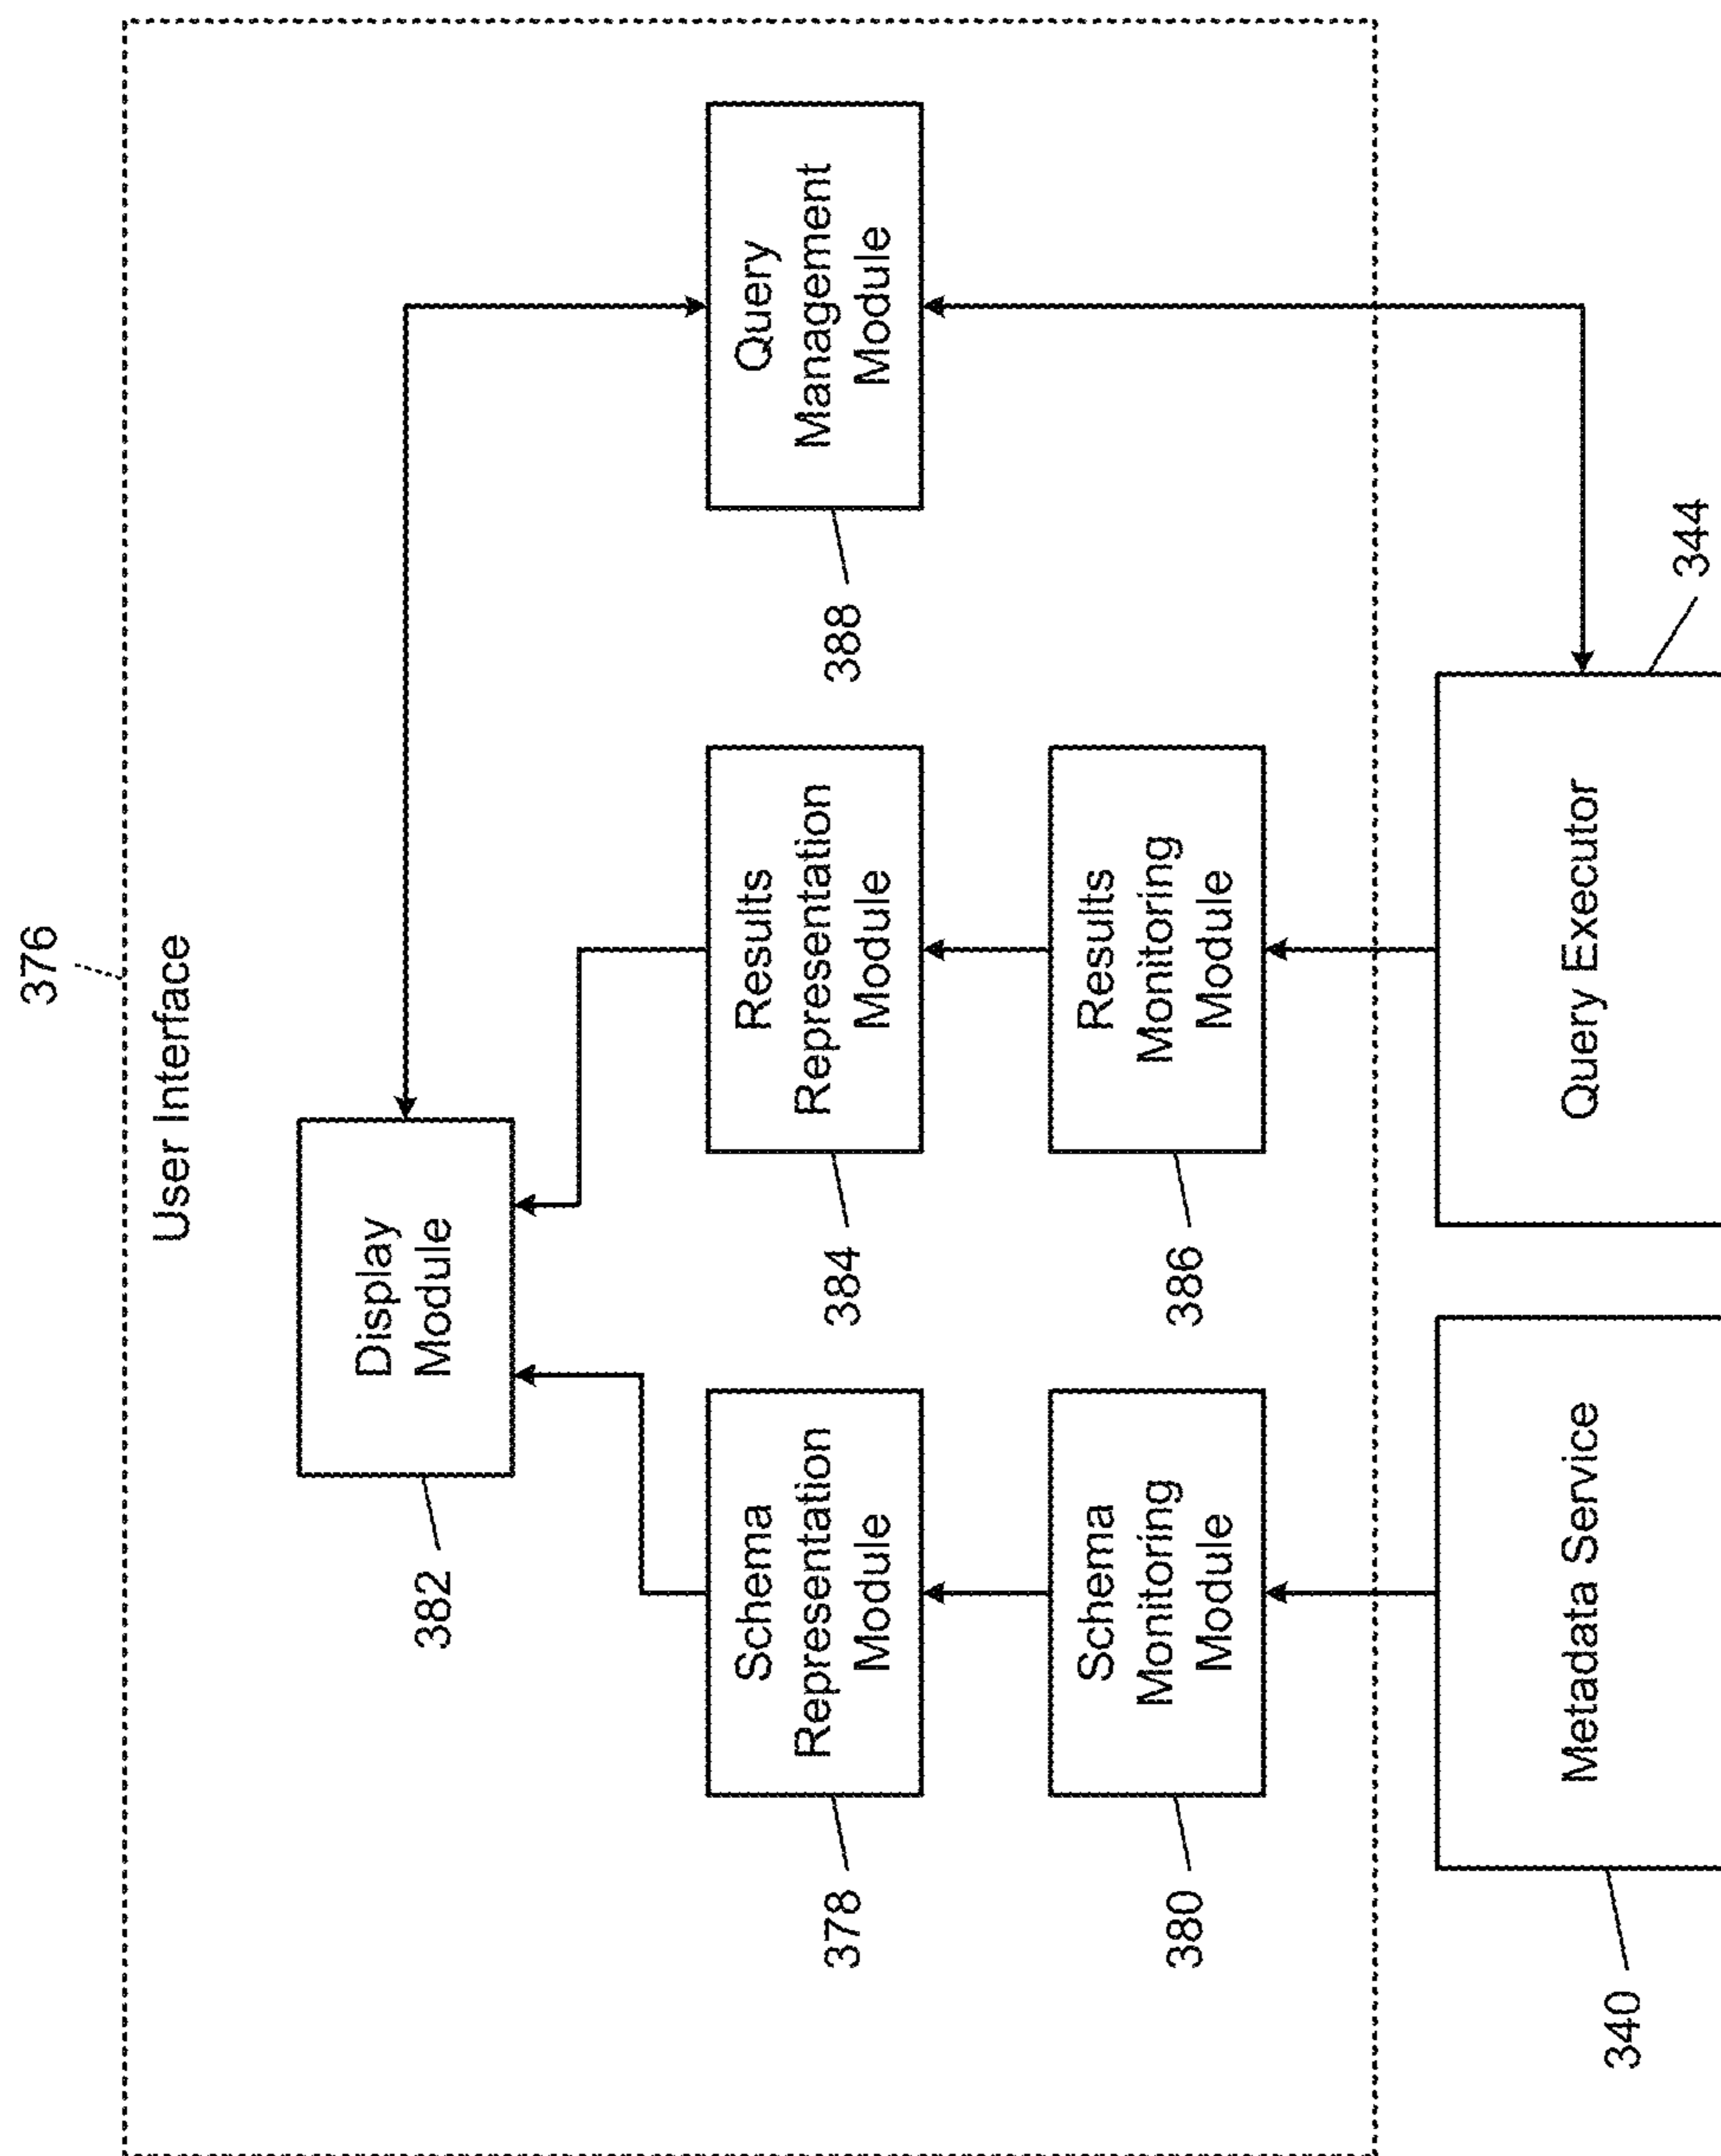 376
User Interface
Display
Module
382
Schema
Representation
Module
378
Results
Representation
Module
384
Query
Management
Module
388
Schema
Monitoring
Module
380
Results
Monitoring
Module
386
Metadata Service
340
Query Executor
344